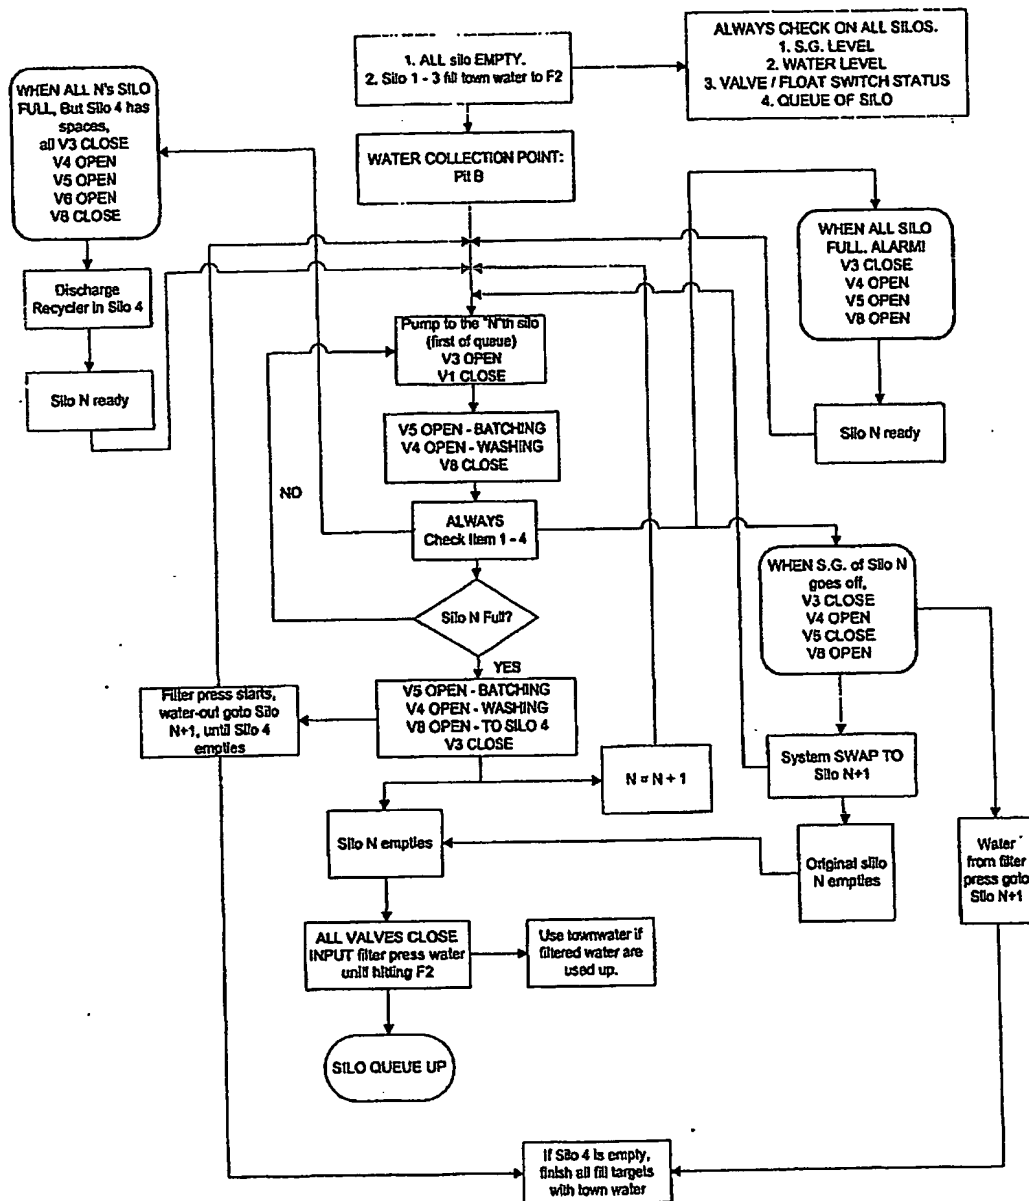 1. ALL silo EMPTY.
2. Silo 1 - 3 fill town water to F2
ALWAYS CHECK ON ALL SILOS.
1. S.G. LEVEL
2. WATER LEVEL
3. VALVE / FLOAT SWITCH STATUS
4. QUEUE OF SILO
WHEN ALL N's SILO
FULL, But Silo 4 has
spaces,
all V3 CLOSE
V4 OPEN
V5 OPEN
V6 OPEN
V8 CLOSE
WATER COLLECTION POINT:
Pit B
WHEN ALL SILO
FULL. ALARM!
V3 CLOSE
V4 OPEN
V5 OPEN
V8 OPEN
Discharge
Recycler in Silo 4
Silo N ready
Pump to the "N"th silo
(first of queue)
V3 OPEN
V1 CLOSE
Silo N ready
V5 OPEN - BATCHING
V4 OPEN - WASHING
V8 CLOSE
NO
ALWAYS
Check Item 1 - 4
WHEN S.G. of Silo N
goes off,
V3 CLOSE
V4 OPEN
V5 CLOSE
V8 OPEN
Silo N Full?
YES
Filter press starts,
water-out goto Silo
N+1, until Silo 4
empties
V5 OPEN - BATCHING
V4 OPEN - WASHING
V8 OPEN - TO SILO 4
V3 CLOSE
N = N + 1
System SWAP TO
Silo N+1
Silo N empties
Original silo
N empties
Water
from filter
press goto
Silo N+1
ALL VALVES CLOSE
INPUT filter press water
until hitting F2
Use townwater if
filtered water are
used up.
SILO QUEUE UP
If Silo 4 is empty,
finish all fill targets
with town water